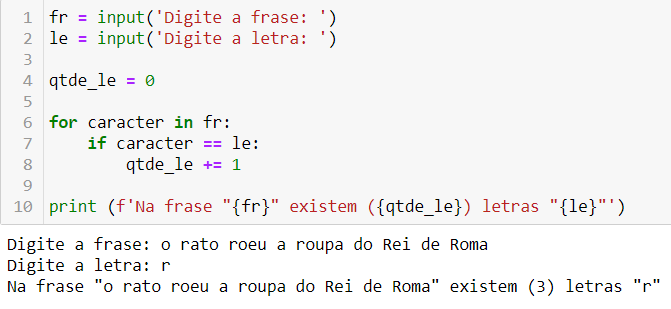 1 fr = input('Digite a frase: ')
2 le = input('Digite a letra: ')
3
4 qtde_le = 0
5
6 for caracter in fr:
7     if caracter == le:
8         qtde_le += 1
9
10 print (f'Na frase "{fr}" existem ({qtde_le}) letras "{le}"')
Digite a frase: o rato roeu a roupa do Rei de Roma
Digite a letra: r
Na frase "o rato roeu a roupa do Rei de Roma" existem (3) letras "r"